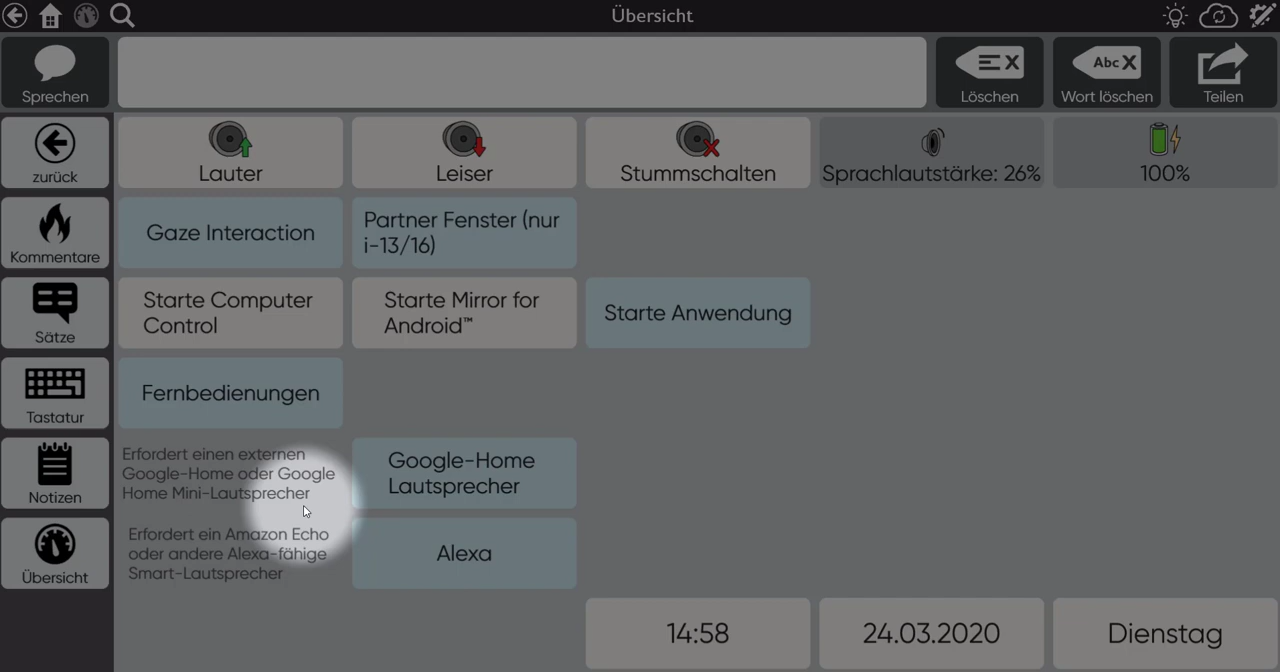 Übersicht
Sprechen
Abc
Löschen
Wort löschen
Teilen
zurück
Lauter
Leiser
Stummschalten
Sprachlautstärke: 26%
100%
Kommentare
Gaze Interaction
Partner Fenster (nur
i-13/16)
Sätze
Starte Computer
Control
Starte Mirror for
Android™
Starte Anwendung
Tastatur
Fernbedienungen
Notizen
Erfordert einen externen
Google-Home oder Google
Home Mini-Lautsprecher
Google-Home
Lautsprecher
Übersicht
Erfordert ein Amazon Echo
oder andere Alexa-fähige
Smart-Lautsprecher
Alexa
14:58
24.03.2020
Dienstag